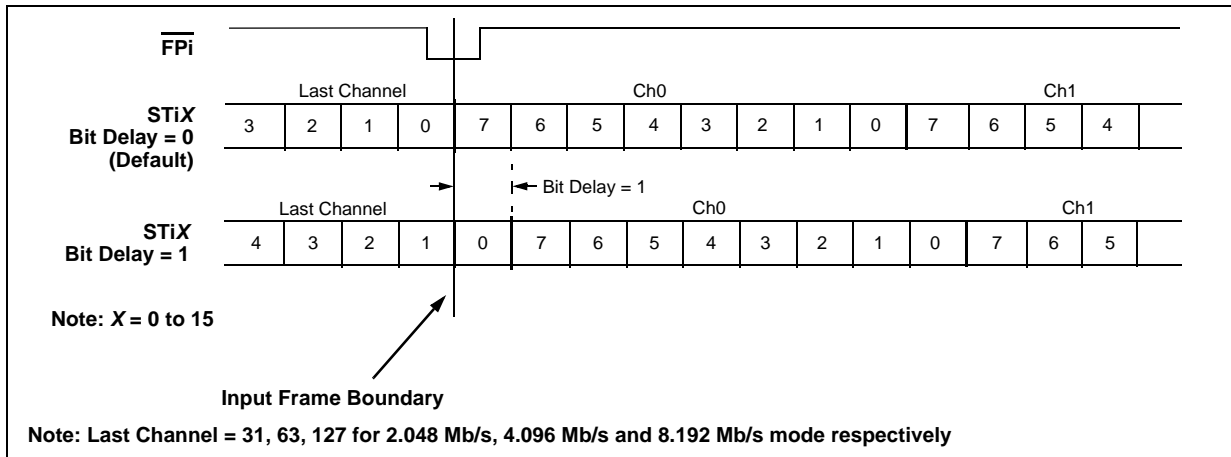 FPi
Last Channel Ch0 Ch1
STiX
Bit Delay = 0
(Default)
3 2 1 0 7 6 5 4 3 2 1 0 7 6 5 4
Bit Delay = 1
Last Channel Ch0 Ch1
STiX
Bit Delay = 1
4 3 2 1 0 7 6 5 4 3 2 1 0 7 6 5
Note: X = 0 to 15
Input Frame Boundary
Note: Last Channel = 31, 63, 127 for 2.048 Mb/s, 4.096 Mb/s and 8.192 Mb/s mode respectively